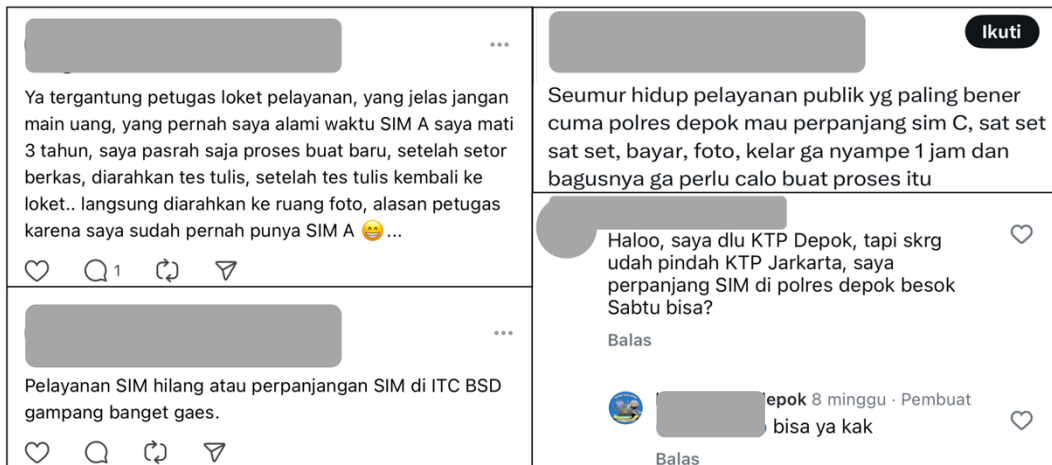 Ya tergantung petugas loket pelayanan, yang jelas jangan
main uang, yang pernah saya alami waktu SIM A saya mati
3 tahun, saya pasrah saja proses buat baru, setelah setor
berkas, diarahkan tes tulis, setelah tes tulis kembali ke
loket.. langsung diarahkan ke ruang foto, alasan petugas
karena saya sudah pernah punya SIM A 😁...
1
Pelayanan SIM hilang atau perpanjangan SIM di ITC BSD
gampang banget gaes.
Ikuti
Seumur hidup pelayanan publik yg paling bener
cuma polres depok mau perpanjang sim C, sat set
sat set, bayar, foto, kelar ga nyampe 1 jam dan
bagusnya ga perlu calo buat proses itu
Haloo, saya dlu KTP Depok, tapi skrg
udah pindah KTP Jarkarta, saya
perpanjang SIM di polres depok besok
Sabtu bisa?
Balas
epok 8 minggu · Pembuat
bisa ya kak
Balas